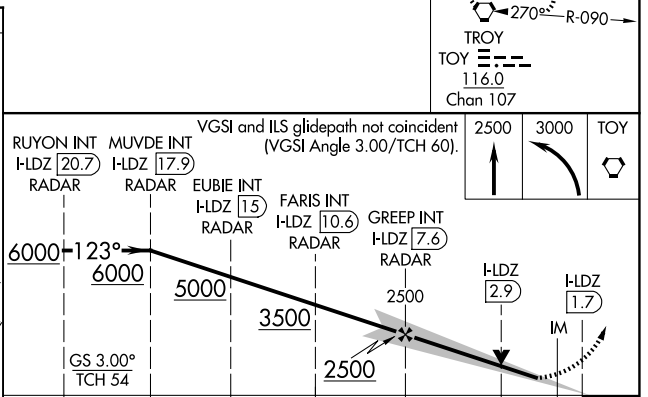 270°
R-090
TROY
TOY
116.0
Chan 107
VGSI and ILS glidepath not coincident
(VGSI Angle 3.00/TCH 60).
2500
3000
TOY
RUYON INT
I-LDZ 20.7
RADAR
MUVDE INT
I-LDZ 17.9
RADAR
EUBIE INT
I-LDZ 15
RADAR
FARIS INT
I-LDZ 10.6
RADAR
GREEP INT
I-LDZ 7.6
RADAR
2500
I-LDZ
2.9
I-LDZ
1.7
IM
6000
123°
6000
5000
3500
2500
GS 3.00°
TCH 54